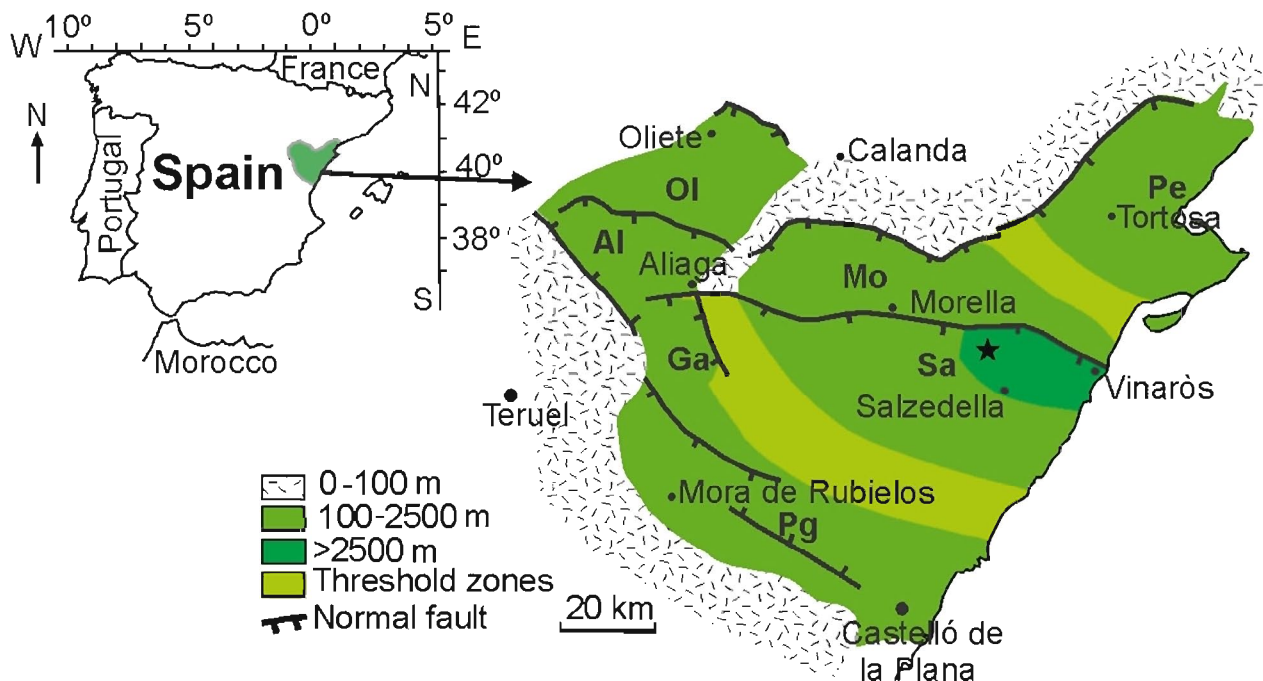 W 10º 5º 0º 5º E
France
N
42º
N
Portugal
Spain
40º
38º
S
Morocco
Oliete
Calanda
Ol
Pe
Tortosa
Al
Aliaga
Mo
Morella
Ga
Sa
Salzedella
Vinaròs
Teruel
Mora de Rubielos
Pg
Castelló de
la Plana
0-100 m
100-2500 m
>2500 m
Threshold zones
Normal fault
20 km